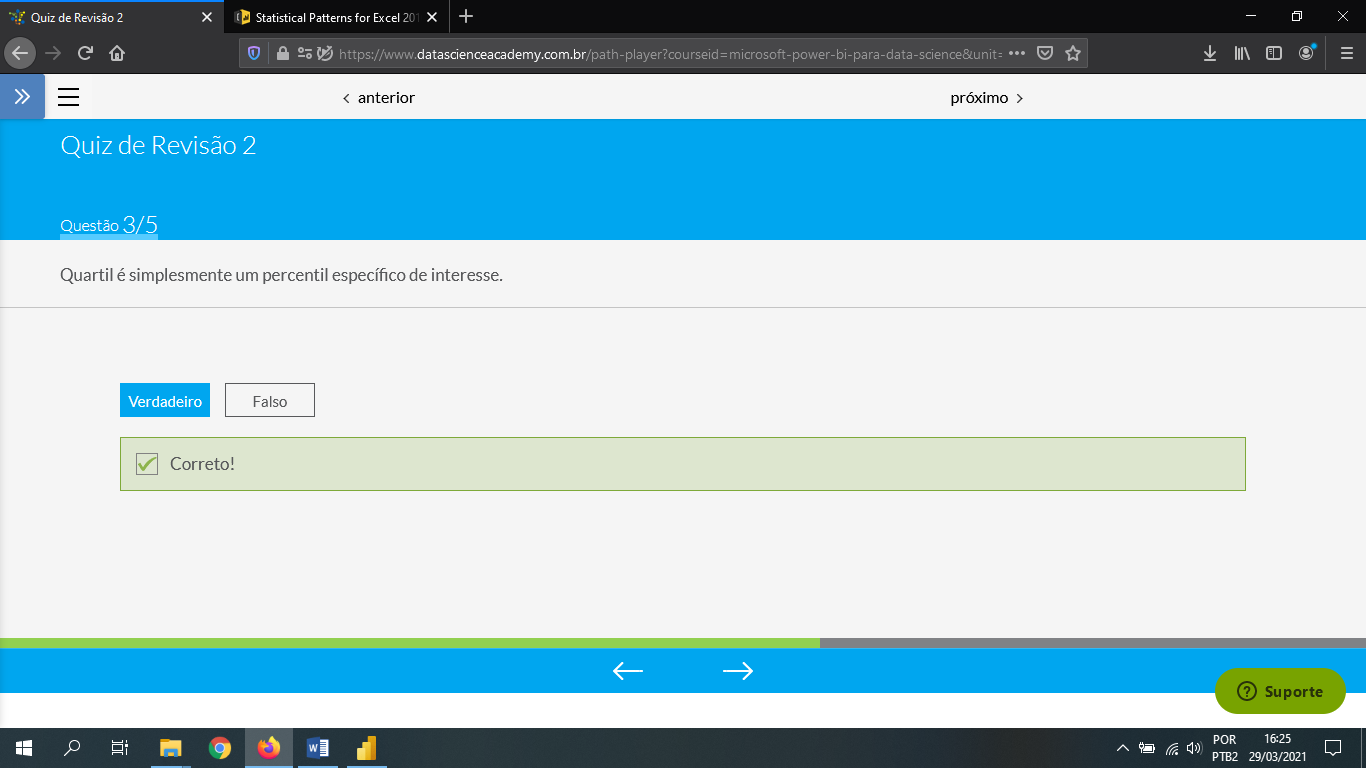 Quiz de Revisão 2
Statistical Patterns for Excel 201
https://www.datascienceacademy.com.br/path-player?courseid=microsoft-power-bi-para-data-science&unit=
anterior
próximo
Quiz de Revisão 2
Questão 3/5
Quartil é simplesmente um percentil específico de interesse.
Verdadeiro
Falso
Correto!
Suporte
POR
PTB2
16:25
29/03/2021